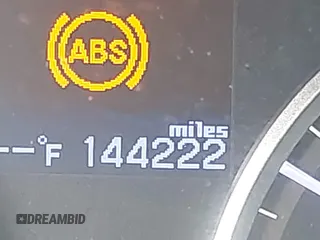 ABS
miles
--°F 144222
DREAMBID